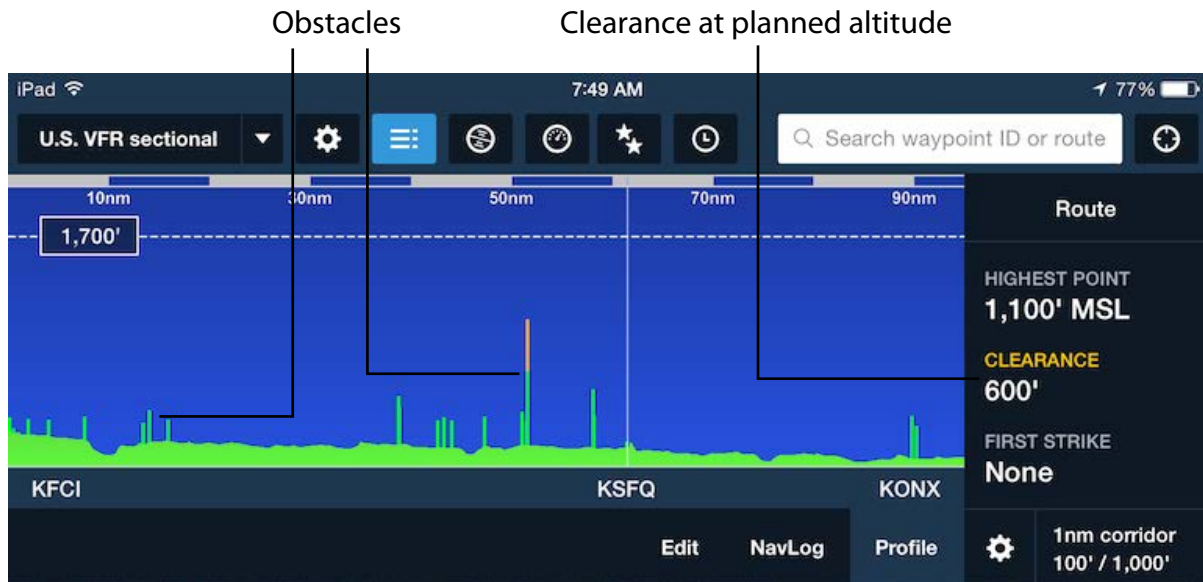 Obstacles
Clearance at planned altitude
iPad
7:49 AM
77%
U.S. VFR sectional
Search waypoint ID or route
10nm
30nm
50nm
70nm
90nm
1,700'
Route
HIGHEST POINT
1,100' MSL
CLEARANCE
600'
FIRST STRIKE
None
KFCI
KSFQ
KONX
Edit
NavLog
Profile
1nm corridor
100' / 1,000'